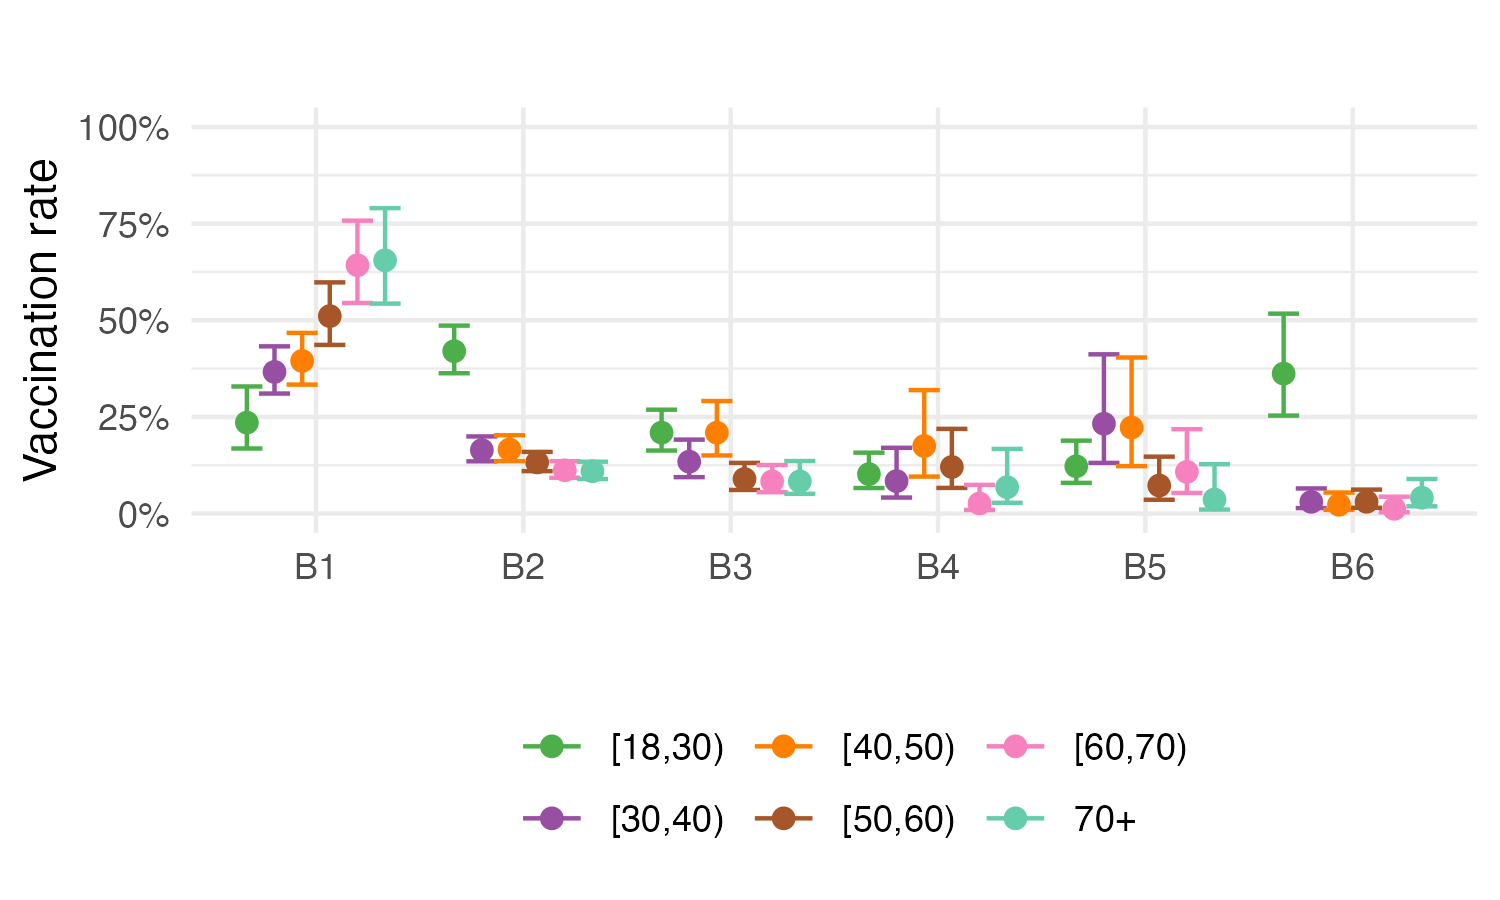 Vaccination rate
100%
75%
50%
25%
0%
B1 B2 B3 B4 B5 B6
[18,30) [40,50) [60,70)
[30,40) [50,60) 70+